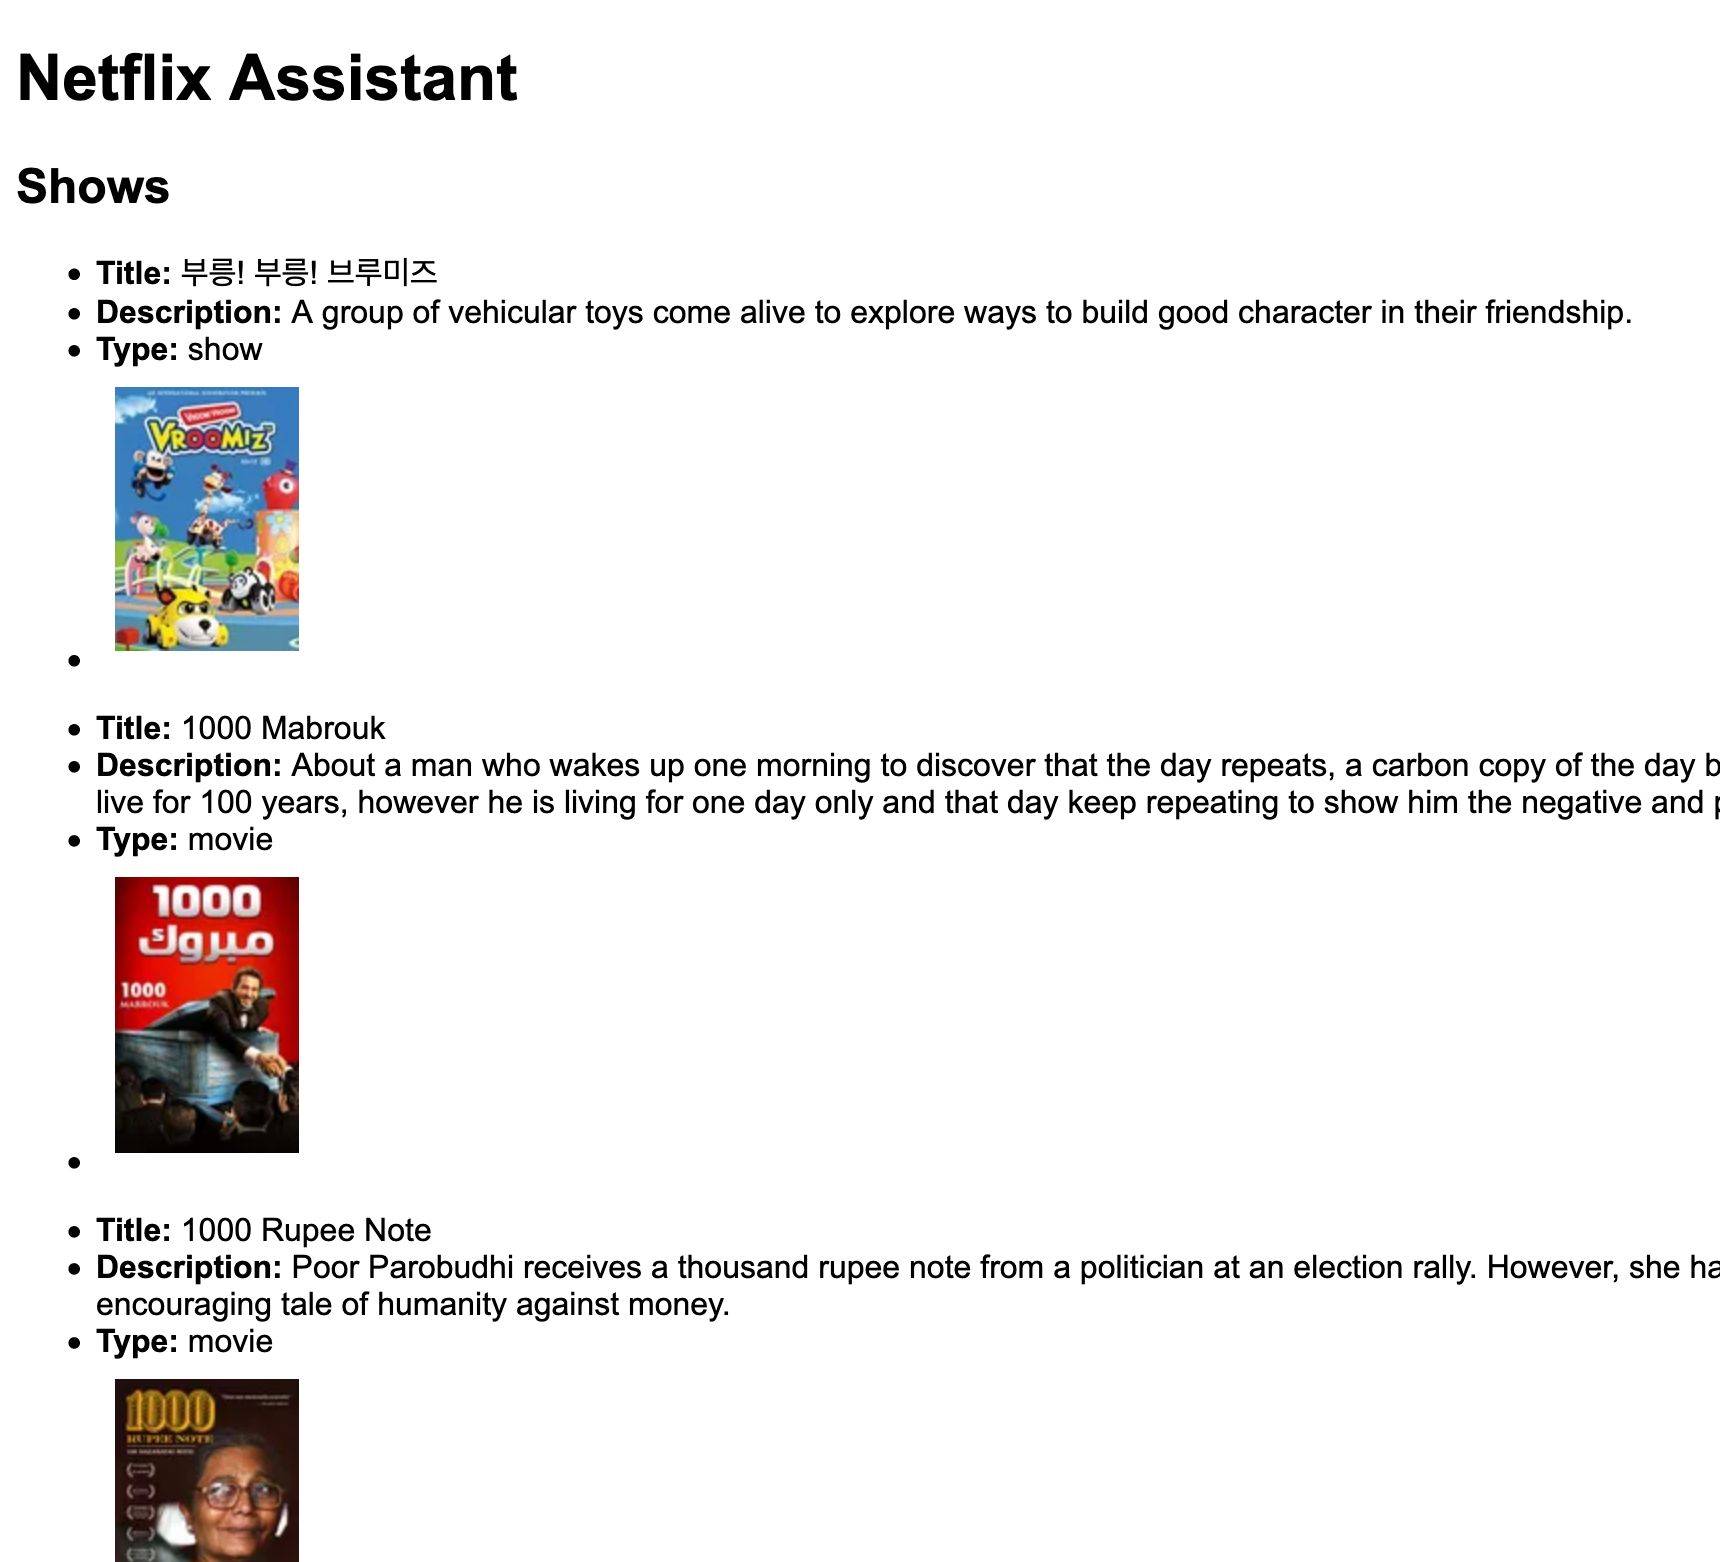 Netflix Assistant
Shows
Title: 부릉! 부릉! 브루미즈
Description: A group of vehicular toys come alive to explore ways to build good character in their friendship.
Type: show
VROOMIZ
Title: 1000 Mabrouk
Description: About a man who wakes up one morning to discover that the day repeats, a carbon copy of the day b
live for 100 years, however he is living for one day only and that day keep repeating to show him the negative and p
Type: movie
1000
مبروك
1000
MABROUK
Title: 1000 Rupee Note
Description: Poor Parobudhi receives a thousand rupee note from a politician at an election rally. However, she ha
encouraging tale of humanity against money.
Type: movie
1000
RUPEE NOTE